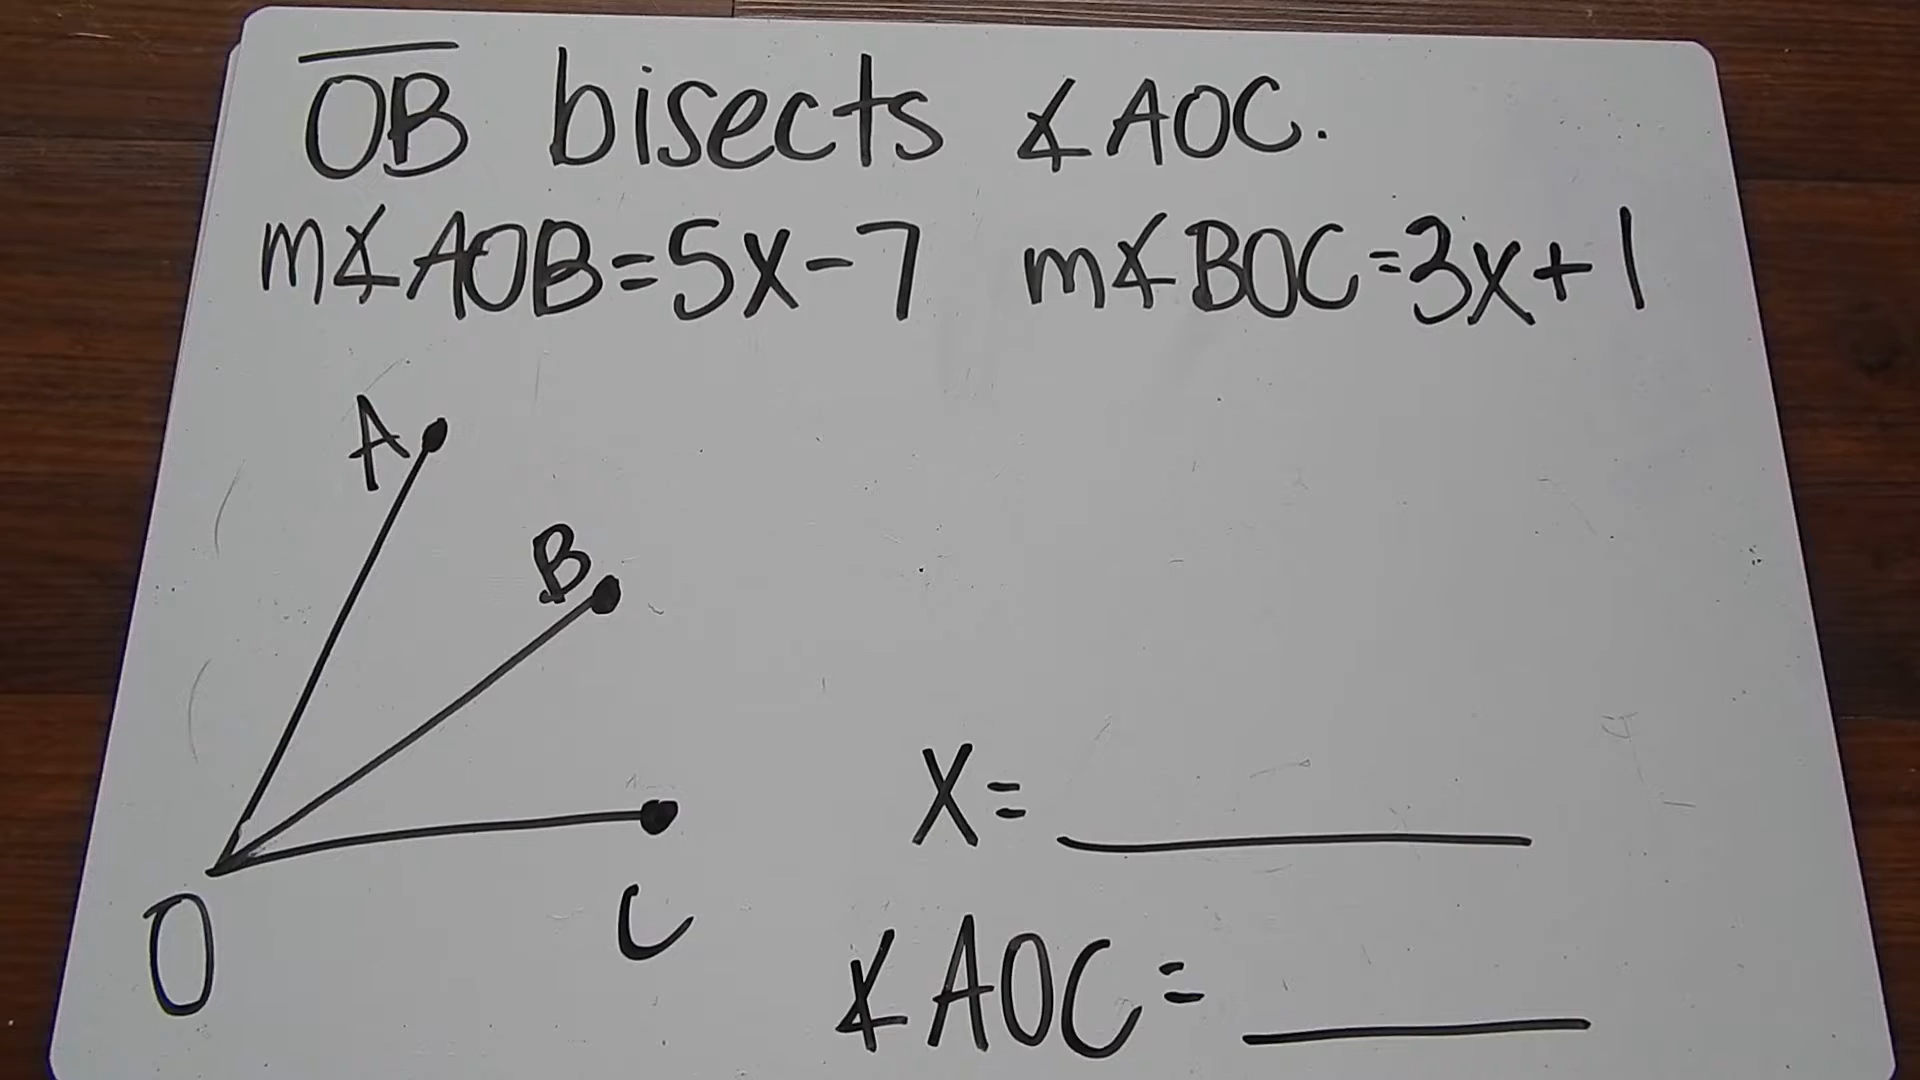 OB bisects ∡AOC.
m∡AOB=5x-7 m∡BOC=3x+1
A
B
C
O
X=
∡AOC=